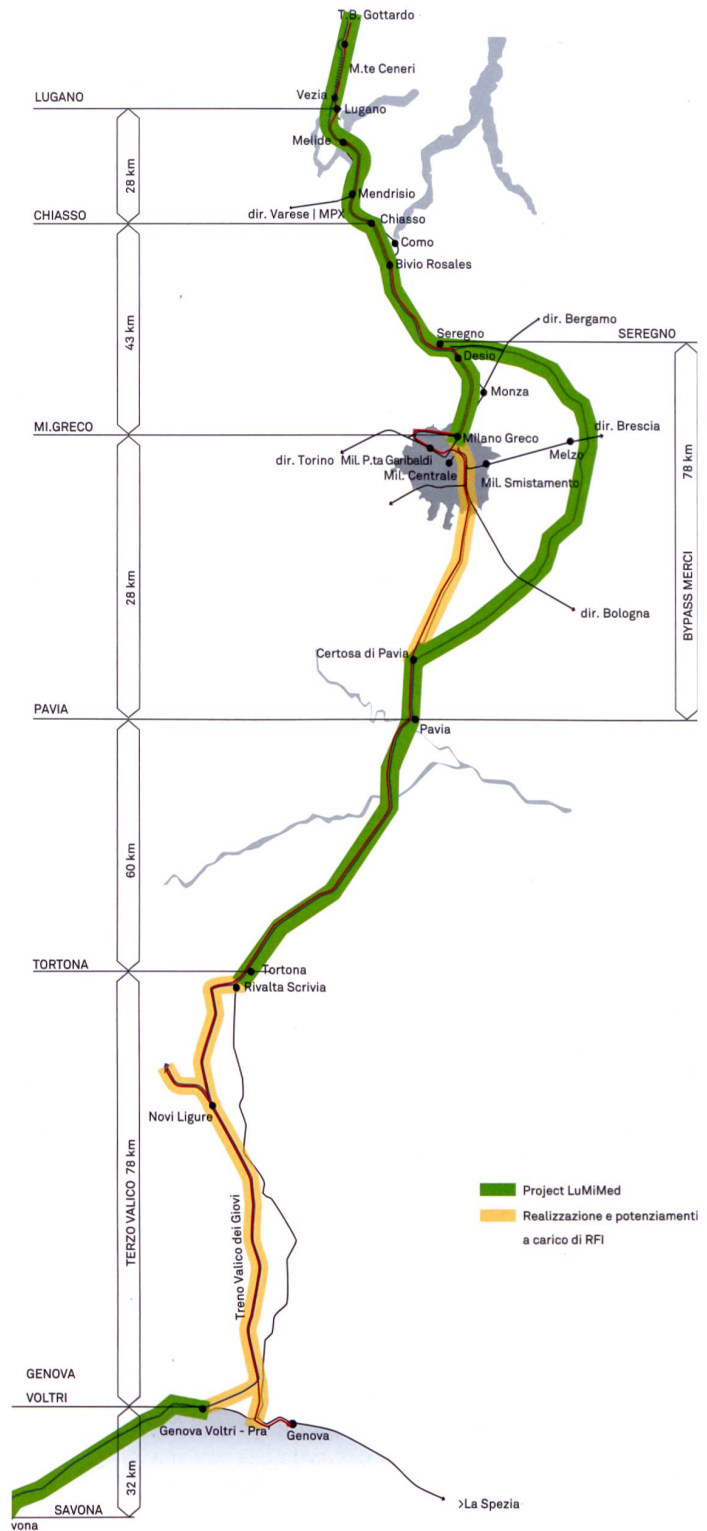 T.B. Gottardo
M.te Ceneri
Vezia
LUGANO
Lugano
Melide
28 km
Mendrisio
dir. Varese | MPX
CHIASSO
Chiasso
Como
Bivio Rosales
43 km
dir. Bergamo
Seregno
SEREGNO
Desio
Monza
MI.GRECO
Milano Greco
dir. Brescia
Melzo
dir. Torino
Mil. P.ta Garibaldi
Mil. Centrale
Mil. Smistamento
78 km
28 km
BYPASS MERCI
dir. Bologna
Certosa di Pavia
PAVIA
Pavia
60 km
TORTONA
Tortona
Rivalta Scrivia
Novi Ligure
TERZO VALICO 78 km
Treno Valico dei Giovi
Project LuMiMed
Realizzazione e potenziamenti
a carico di RFI
GENOVA
VOLTRI
Genova Voltri - Pra'
Genova
32 km
SAVONA
>La Spezia
vona